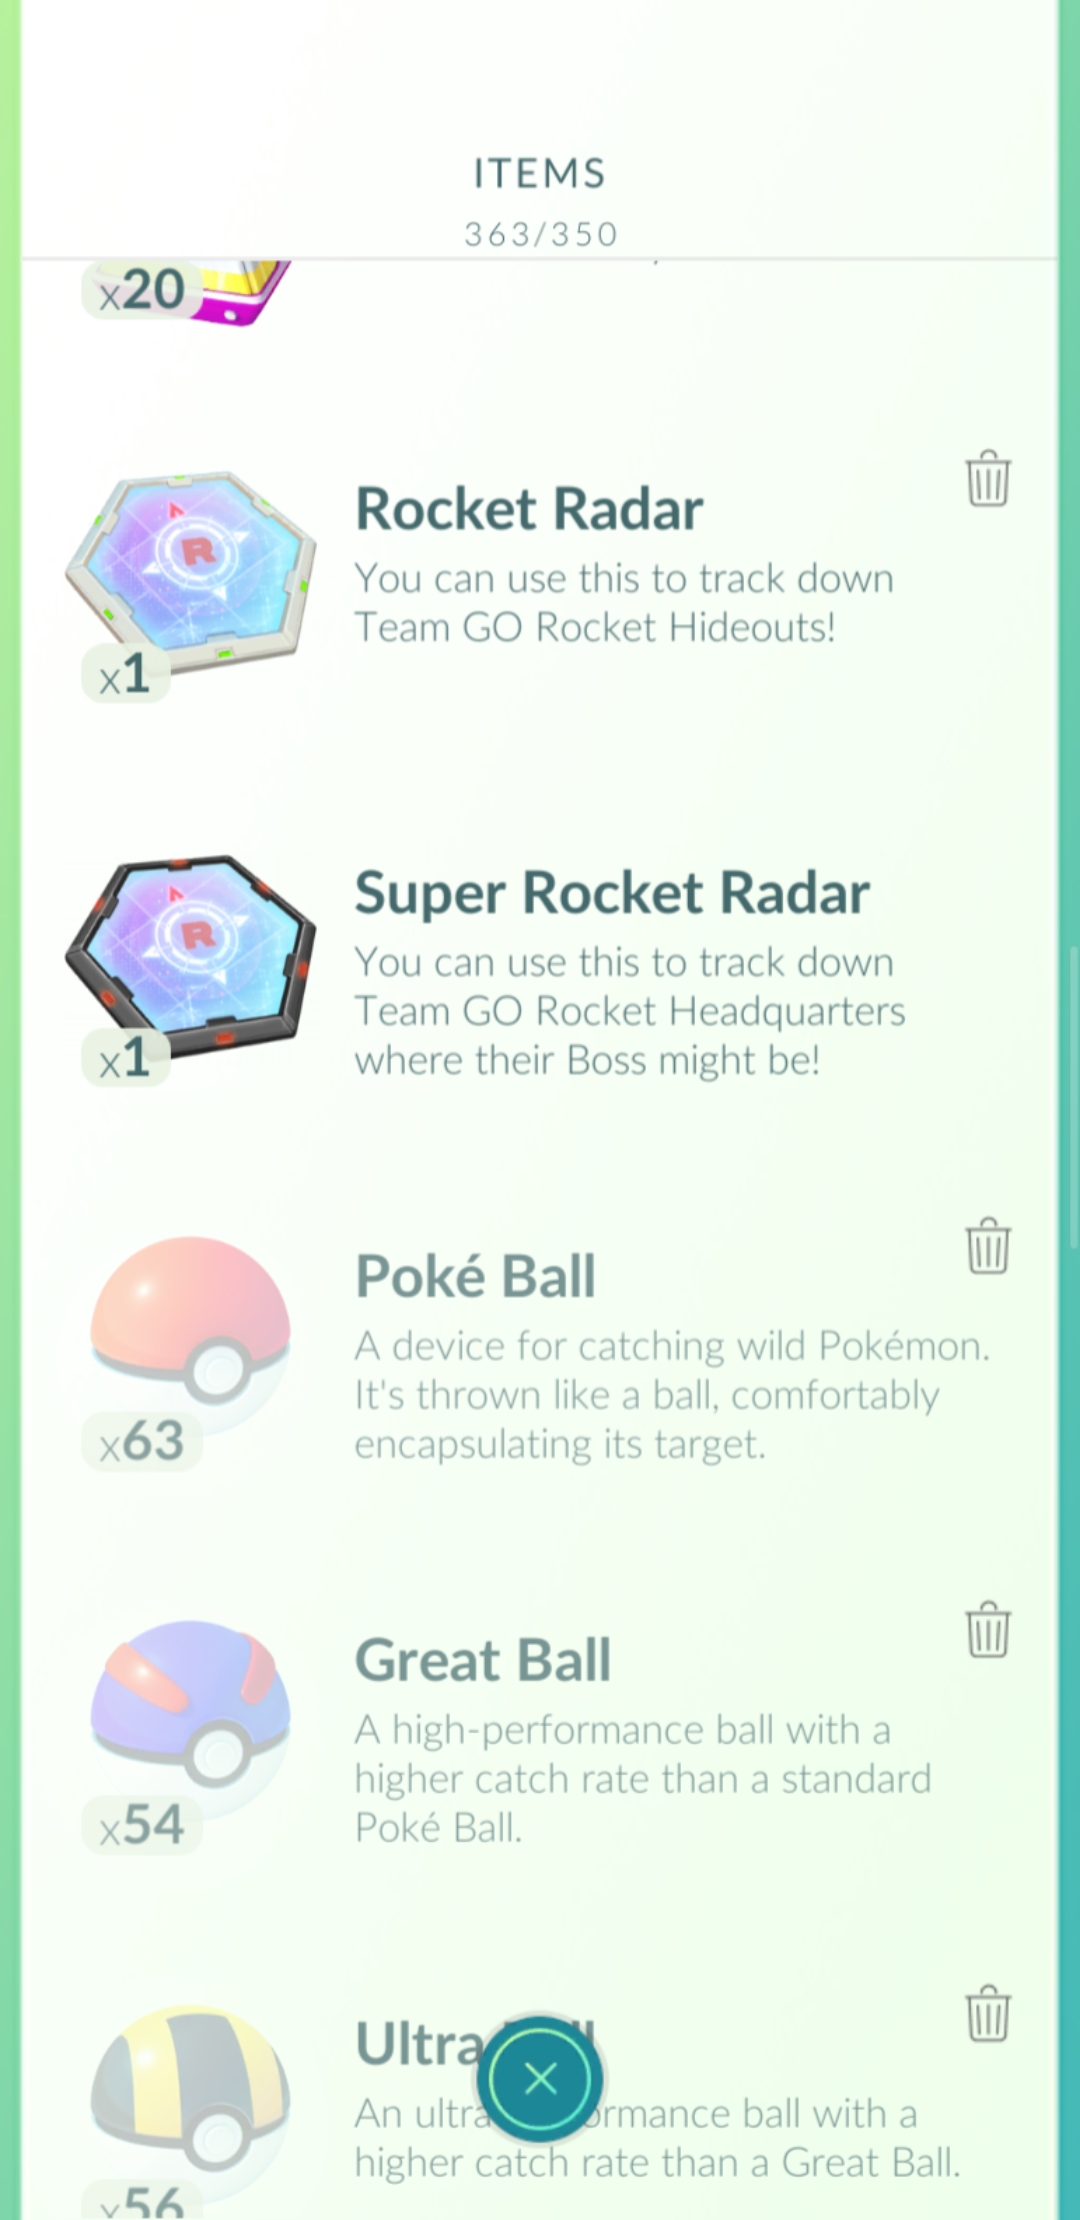 ITEMS
363/350
x20
Rocket Radar
You can use this to track down
Team GO Rocket Hideouts!
x1
Super Rocket Radar
You can use this to track down
Team GO Rocket Headquarters
where their Boss might be!
x1
Poké Ball
A device for catching wild Pokémon.
It's thrown like a ball, comfortably
encapsulating its target.
x63
Great Ball
A high-performance ball with a
higher catch rate than a standard
Poké Ball.
x54
Ultra
An ball with a
higher catch rate than a Great Ball.
x56